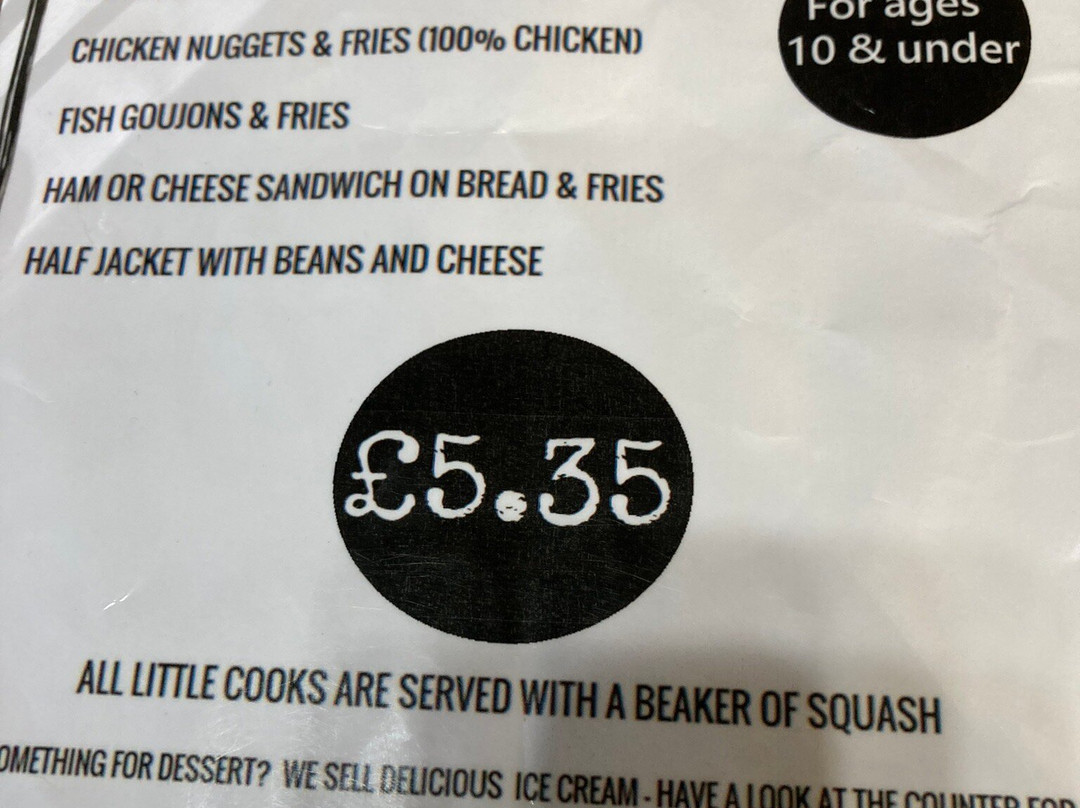 For ages
10 & under
CHICKEN NUGGETS & FRIES (100% CHICKEN)
FISH GOUJONS & FRIES
HAM OR CHEESE SANDWICH ON BREAD & FRIES
HALF JACKET WITH BEANS AND CHEESE
£5.35
ALL LITTLE COOKS ARE SERVED WITH A BEAKER OF SQUASH
OMETHING FOR DESSERT? WE SELL DELICIOUS ICE CREAM - HAVE A LOOK AT THE COUNTER FOR